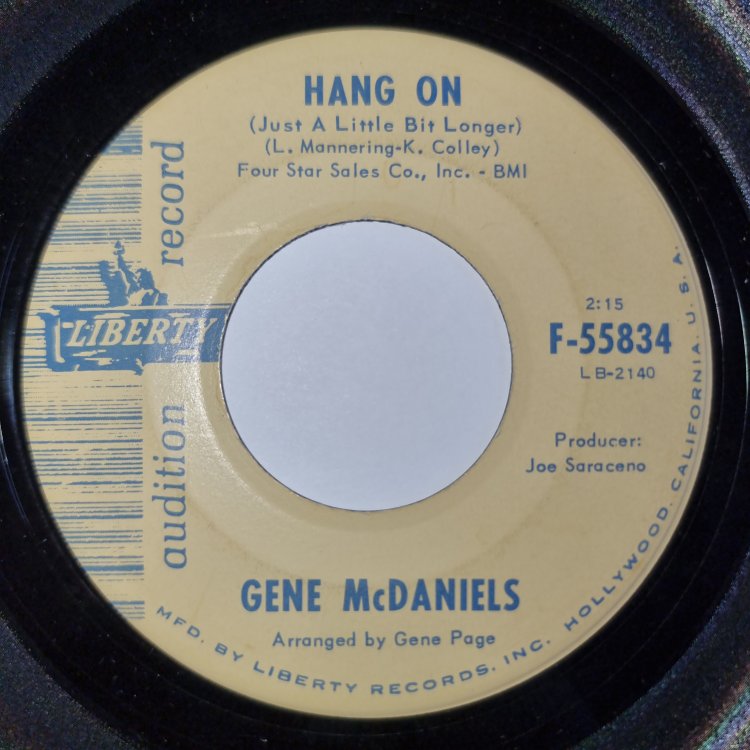 HANG ON
(Just A Little Bit Longer)
(L. Mannering-K. Colley)
Four Star Sales Co., Inc. - BMI
audition record
LIBERTY
2:15
F-55834
LB-2140
Producer:
Joe Saraceno
GENE McDANIELS
Arranged by Gene Page
MFD. BY LIBERTY RECORDS, INC. HOLLYWOOD, CALIFORNIA, U. S. A.